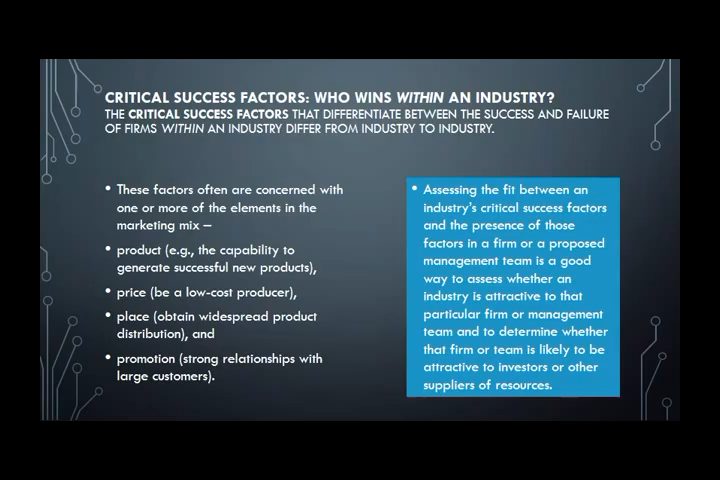 CRITICAL SUCCESS FACTORS: WHO WINS WITHIN AN INDUSTRY?
THE CRITICAL SUCCESS FACTORS THAT DIFFERENTIATE BETWEEN THE SUCCESS AND FAILURE
OF FIRMS WITHIN AN INDUSTRY DIFFER FROM INDUSTRY TO INDUSTRY.
• These factors often are concerned with
one or more of the elements in the
marketing mix –
• product (e.g., the capability to
generate successful new products),
• price (be a low-cost producer),
• place (obtain widespread product
distribution), and
• promotion (strong relationships with
large customers).
• Assessing the fit between an
industry's critical success factors
and the presence of those
factors in a firm or a proposed
management team is a good
way to assess whether an
industry is attractive to that
particular firm or management
team and to determine whether
that firm or team is likely to be
attractive to investors or other
suppliers of resources.